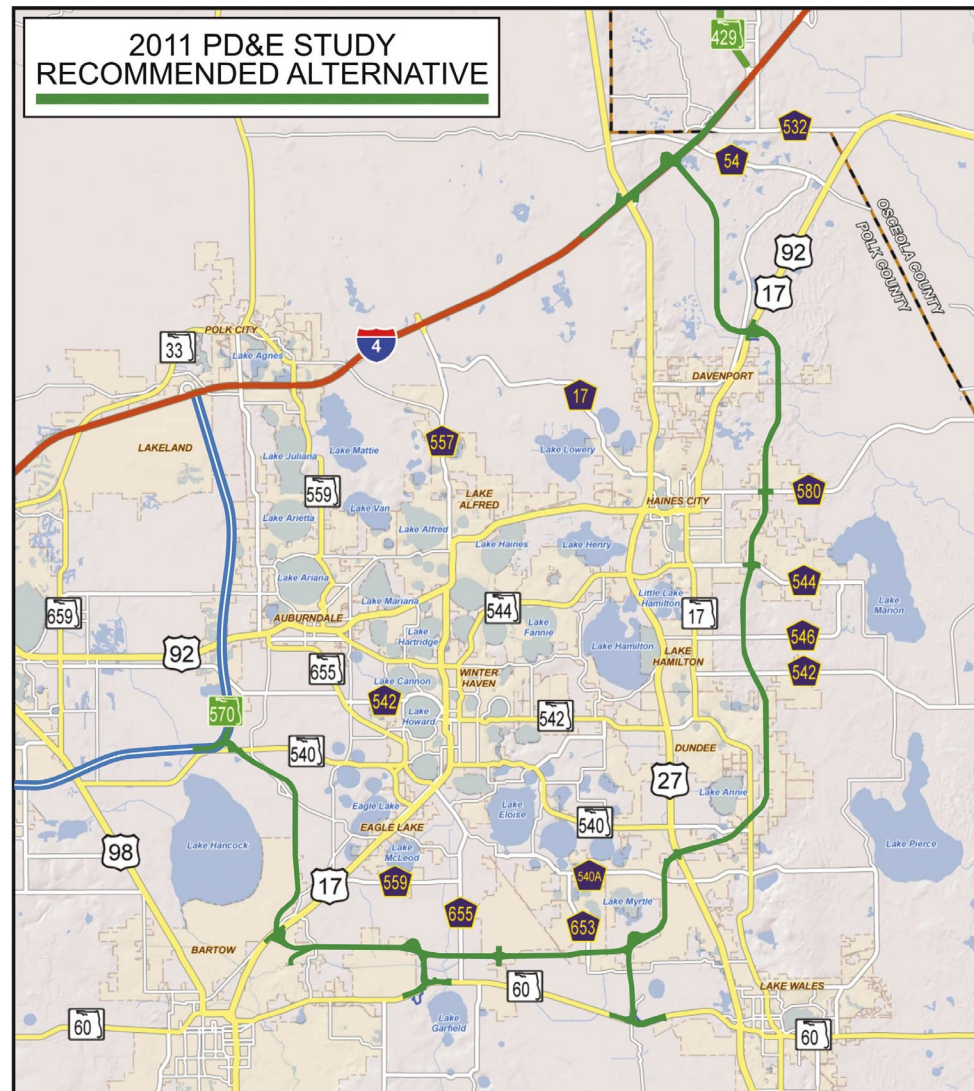 2011 PD&E STUDY
RECOMMENDED ALTERNATIVE
429
532
54
OSCEOLA COUNTY
POLK COUNTY
92
17
POLK CITY
33
Lake Agnes
4
DAVENPORT
17
LAKELAND
557
Lake Juliana
Lake Mattie
Lake Lowery
559
LAKE
ALFRED
HAINES CITY
580
Lake Van
Lake Arietta
Lake Alfred
Lake Haines
Lake Henry
Lake Ariana
544
Little Lake
Hamilton
Lake
Marion
659
Lake Mariana
544
17
AUBURNDALE
Lake
Hartridge
Lake
Fannie
Lake Hamilton
546
92
655
LAKE
HAMILTON
542
WINTER
HAVEN
Lake Cannon
542
570
Lake
Howard
542
540
DUNDEE
27
Lake Annie
Eagle Lake
Lake
Eloise
540
EAGLE LAKE
98
Lake Hancock
Lake
McLeod
Lake Pierce
17
559
540A
Lake Myrtle
655
653
BARTOW
60
LAKE WALES
Lake
Garfield
60
60